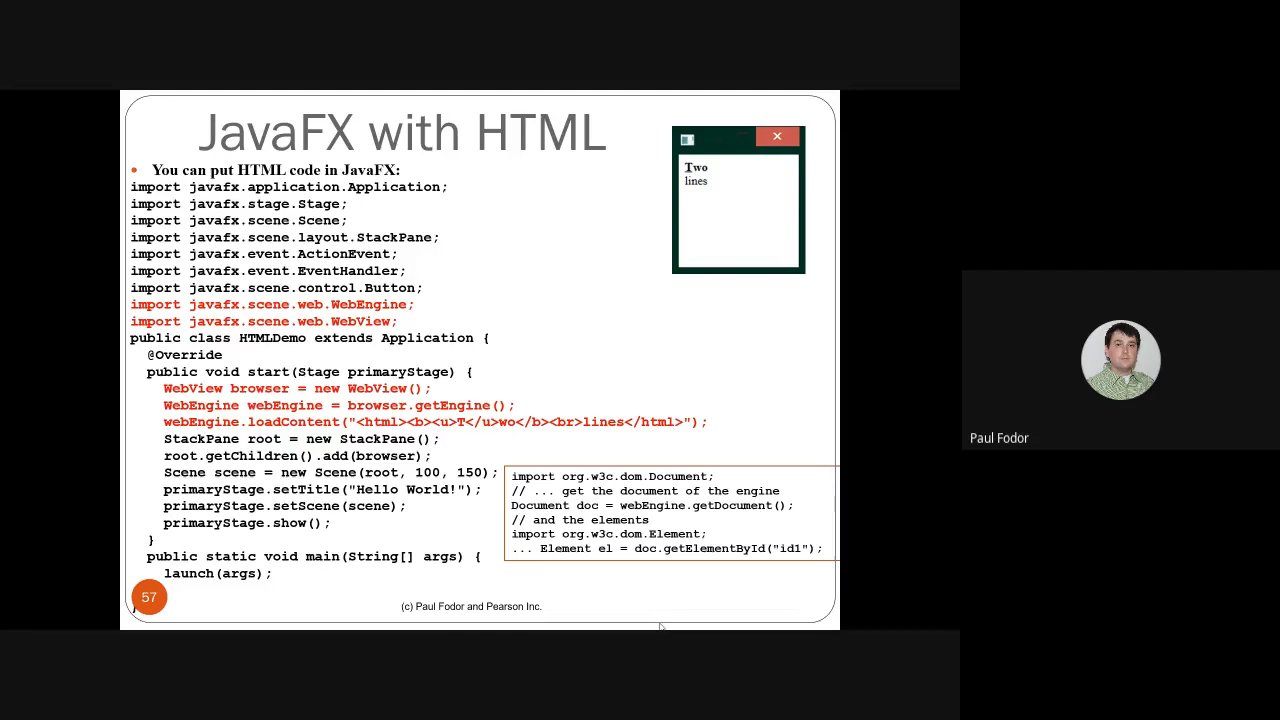 JavaFX with HTML
• You can put HTML code in JavaFX:
import javafx.application.Application;
import javafx.stage.Stage;
import javafx.scene.Scene;
import javafx.scene.layout.StackPane;
import javafx.event.ActionEvent;
import javafx.event.EventHandler;
import javafx.scene.control.Button;
import javafx.scene.web.WebEngine;
import javafx.scene.web.WebView;
public class HTMLDemo extends Application {
@Override
public void start(Stage primaryStage) {
WebView browser = new WebView();
WebEngine webEngine = browser.getEngine();
webEngine.loadContent("<html><b><u>T</u>wo</b><br>lines</html>");
StackPane root = new StackPane();
root.getChildren().add(browser);
Scene scene = new Scene(root, 100, 150);
primaryStage.setTitle("Hello World!");
primaryStage.setScene(scene);
primaryStage.show();
}
public static void main(String[] args) {
launch(args);
}
Two
lines
import org.w3c.dom.Document;
// ... get the document of the engine
Document doc = webEngine.getDocument();
// and the elements
import org.w3c.dom.Element;
... Element el = doc.getElementById("id1");
57
(c) Paul Fodor and Pearson Inc.
Paul Fodor